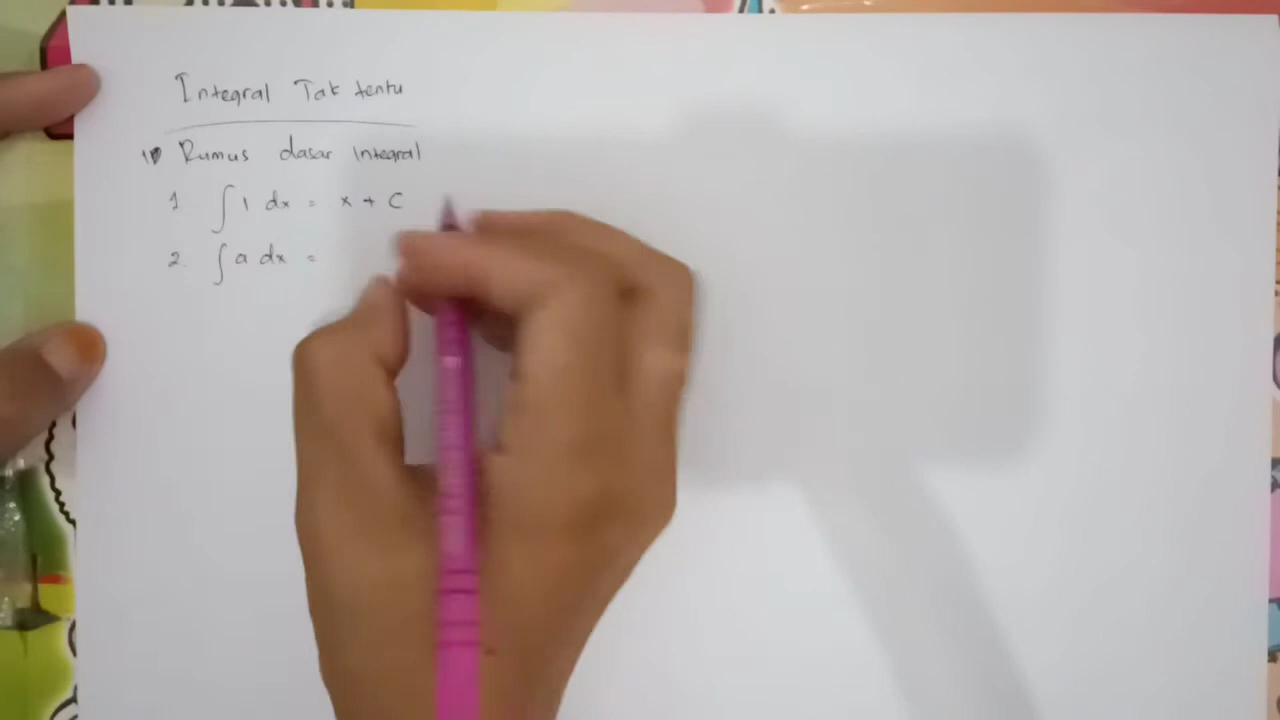 Integral Tak tentu
1) Rumus dasar Integral
1 ∫ 1 dx = x + C
2. ∫ a dx =